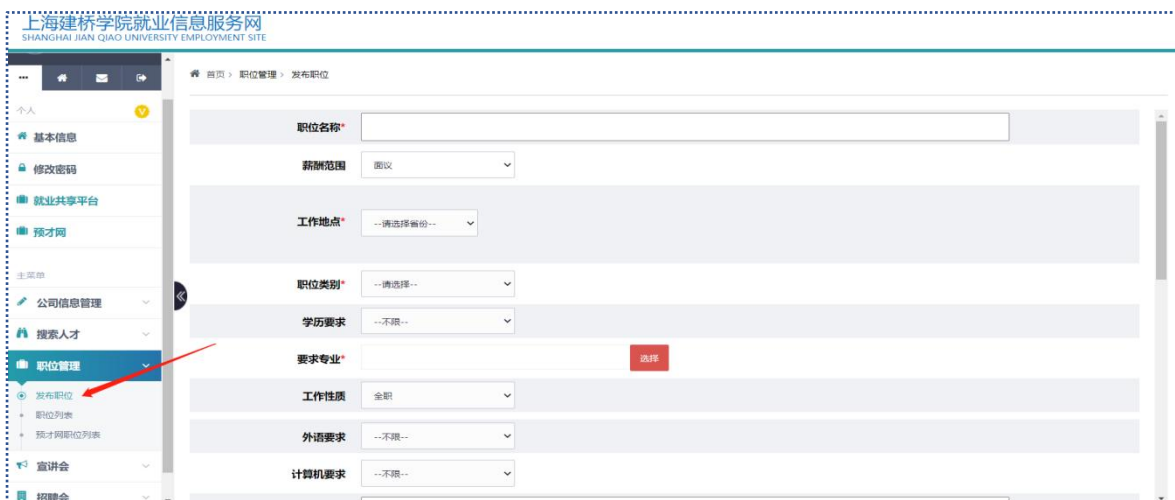 上海建桥学院就业信息服务网
SHANGHAI JIAN QIAO UNIVERSITY EMPLOYMENT SITE
首页 > 职位管理 > 发布职位
个人
基本信息
修改密码
就业共享平台
预才网
主菜单
公司信息管理
搜索人才
职位管理
发布职位
职位列表
预才网职位列表
宣讲会
招聘会
职位名称*
薪酬范围 面议
工作地点* --请选择省份--
职位类别* --请选择--
学历要求 --不限--
要求专业* 选择
工作性质 全职
外语要求 --不限--
计算机要求 --不限--